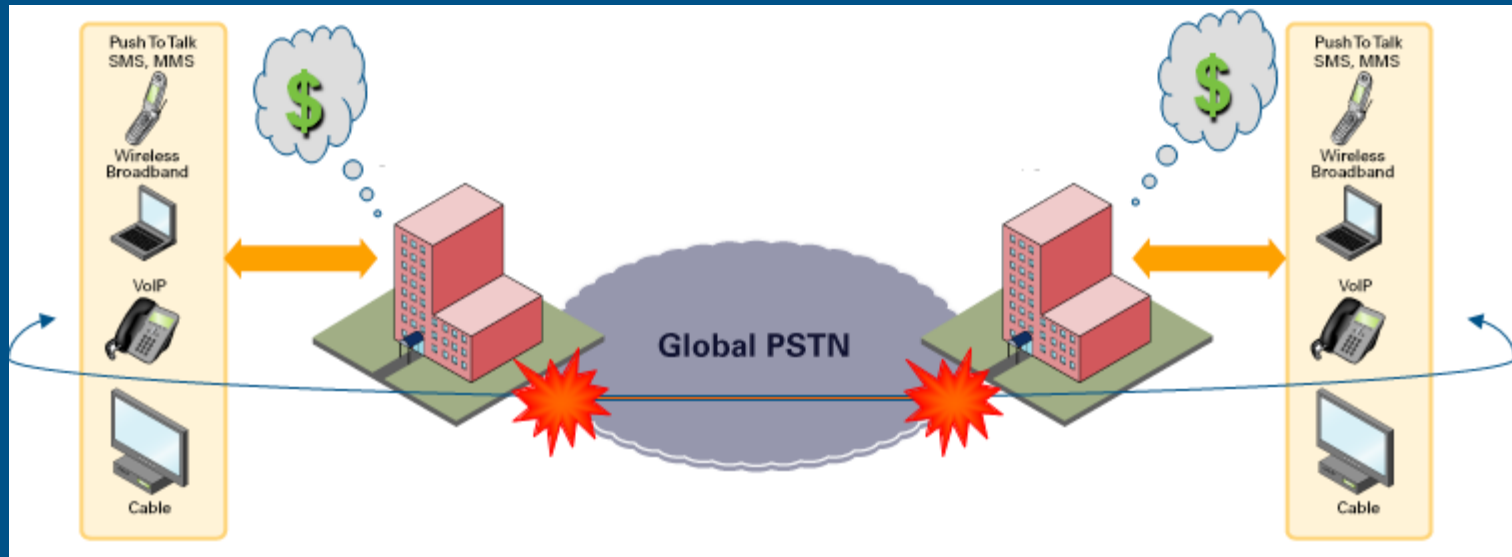 Push To Talk
SMS, MMS
Wireless
Broadband
VoIP
Cable
$
Global PSTN
$
Push To Talk
SMS, MMS
Wireless
Broadband
VoIP
Cable